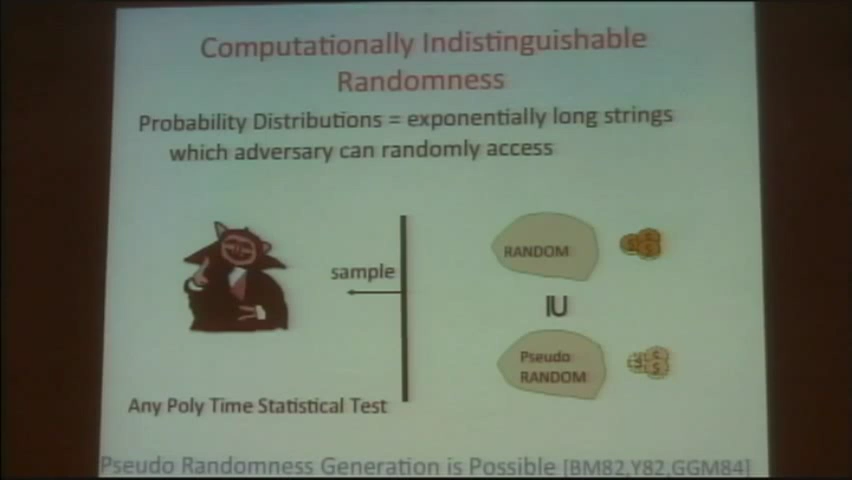 Computationally Indistinguishable
Randomness
Probability Distributions = exponentially long strings
which adversary can randomly access
sample
RANDOM
Pseudo
RANDOM
Any Poly Time Statistical Test
Pseudo Randomness Generation is Possible [BM82,Y82,GGM84]